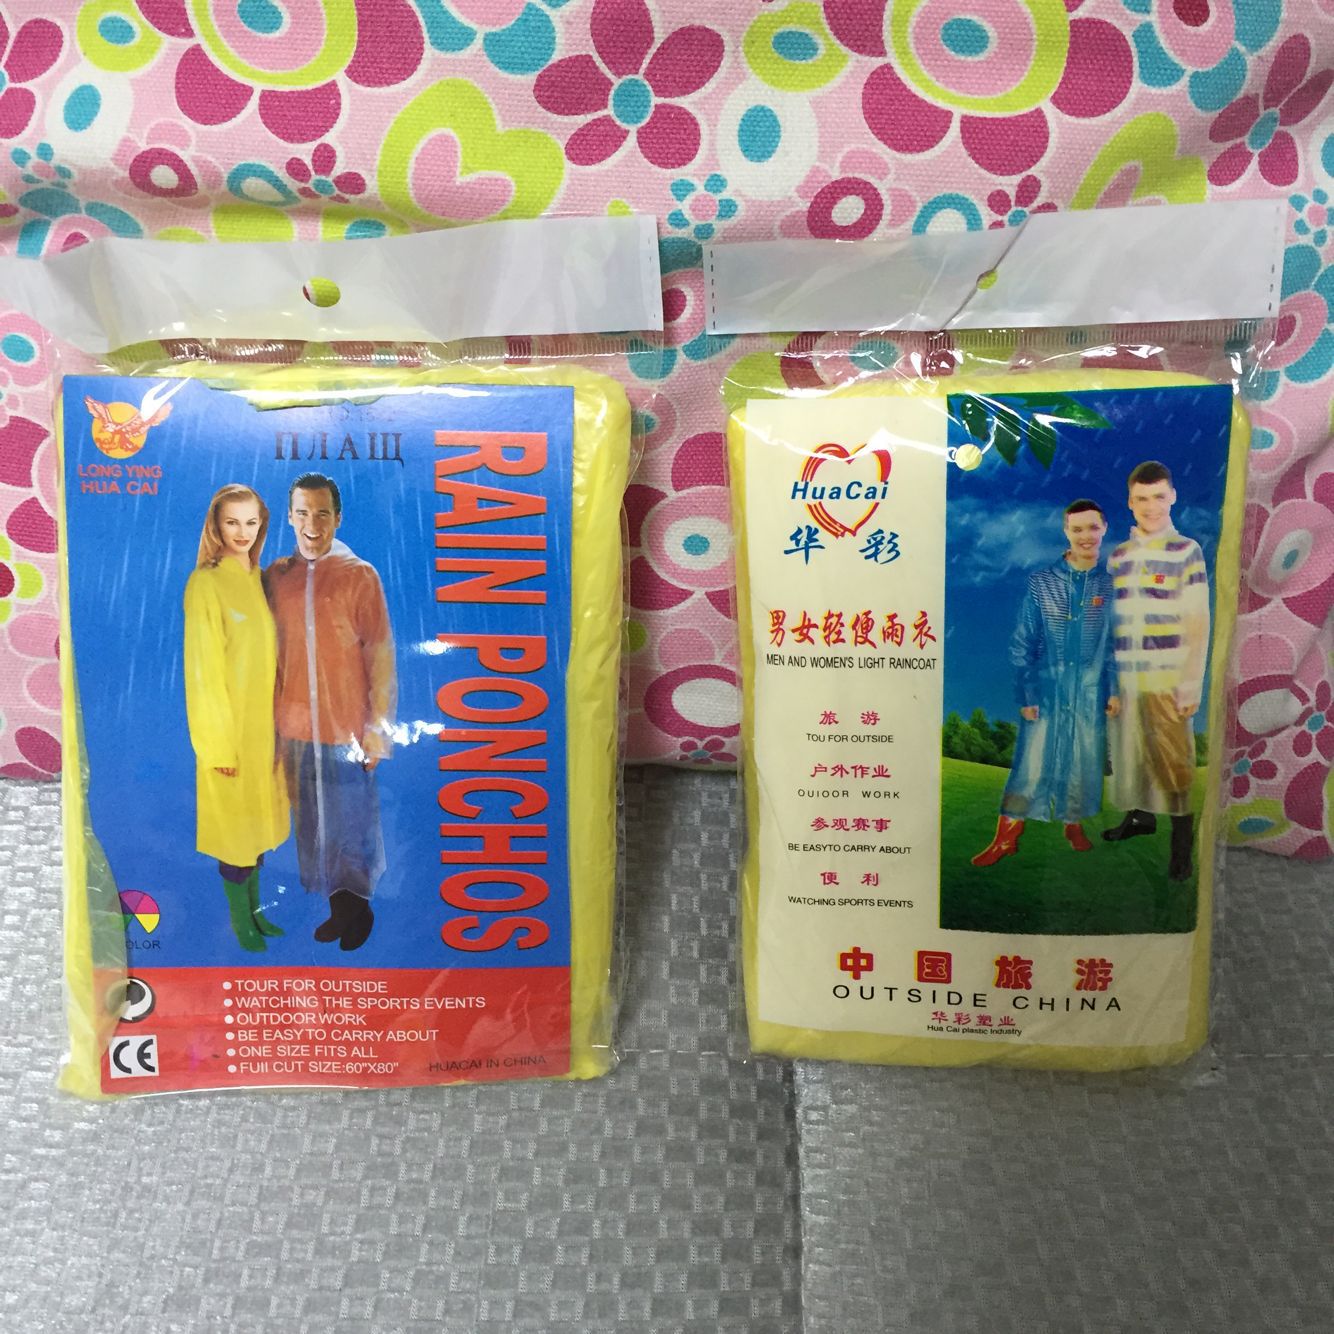 ПЛАЩ
LONG YING
HUA CAI
RAIN PONCHOS
OLOR
TOUR FOR OUTSIDE
WATCHING THE SPORTS EVENTS
OUTDOOR WORK
BE EASY TO CARRY ABOUT
ONE SIZE FITS ALL
FUII CUT SIZE:60"X80"
HUACAI IN CHINA
CE
HuaCai
华彩
男女轻便雨衣
MEN AND WOMEN'S LIGHT RAINCOAT
旅游
TOU FOR OUTSIDE
户外作业
OUIOOR WORK
参观赛事
BE EASYTO CARRY ABOUT
便利
WATCHING SPORTS EVENTS
中国旅游
OUTSIDE CHINA
华彩塑业
Hua Cai plastic Industry